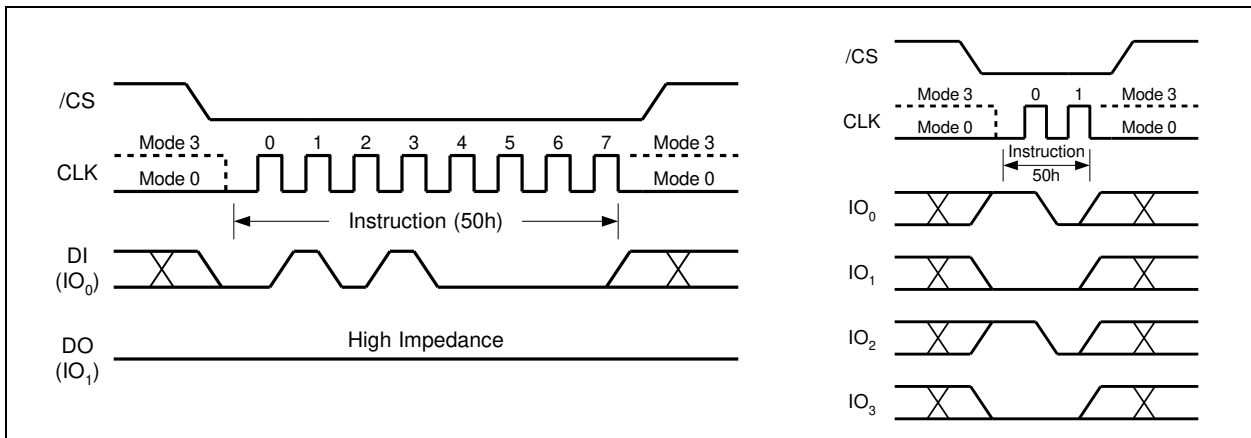 /CS
Mode 3 0 1 2 3 4 5 6 7 Mode 3
CLK Mode 0 Mode 0
Instruction (50h)
DI
(IO0)
High Impedance
DO
(IO1)
/CS
Mode 3 0 1 Mode 3
CLK Mode 0 Mode 0
Instruction
50h
IO0
IO1
IO2
IO3